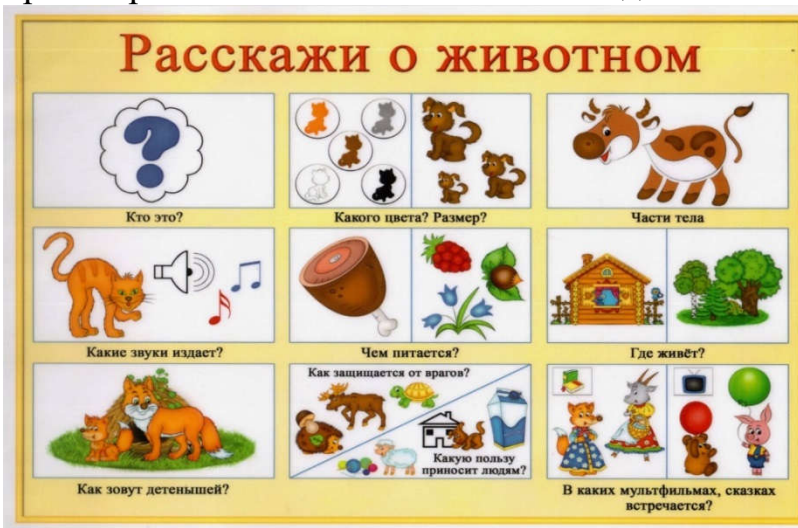 Расскажи о животном
Кто это?
Какого цвета? Размер?
Части тела
Какие звуки издает?
Чем питается?
Где живёт?
Как зовут детенышей?
Как защищается от врагов?
Какую пользу
приносит людям?
В каких мультфильмах, сказках
встречается?